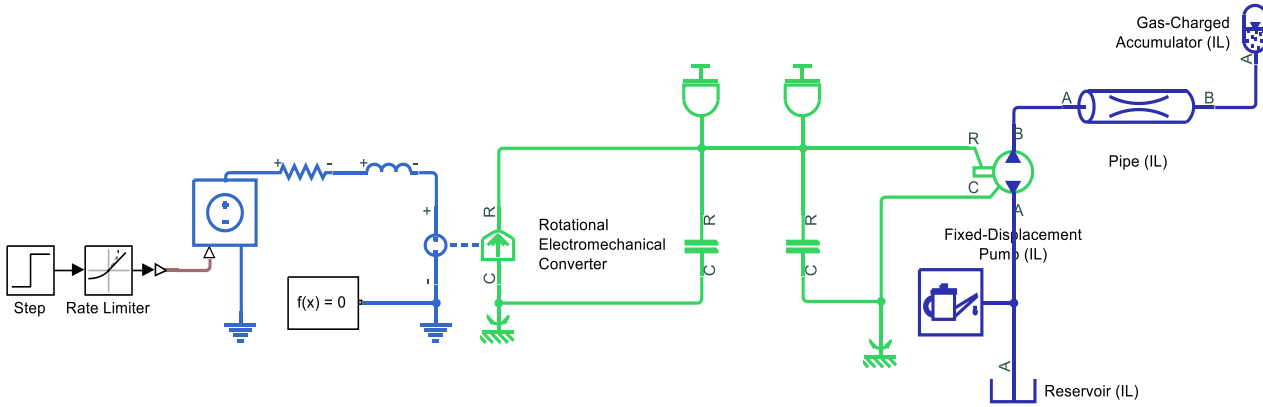 Gas-Charged
Accumulator (IL)
A
A
B
B
Pipe (IL)
R
C
A
Fixed-Displacement
Pump (IL)
A
Reservoir (IL)
+
-
+
-
+
-
+
-
Step
Rate Limiter
f(x) = 0
R
C
Rotational
Electromechanical
Converter
R
C
R
C